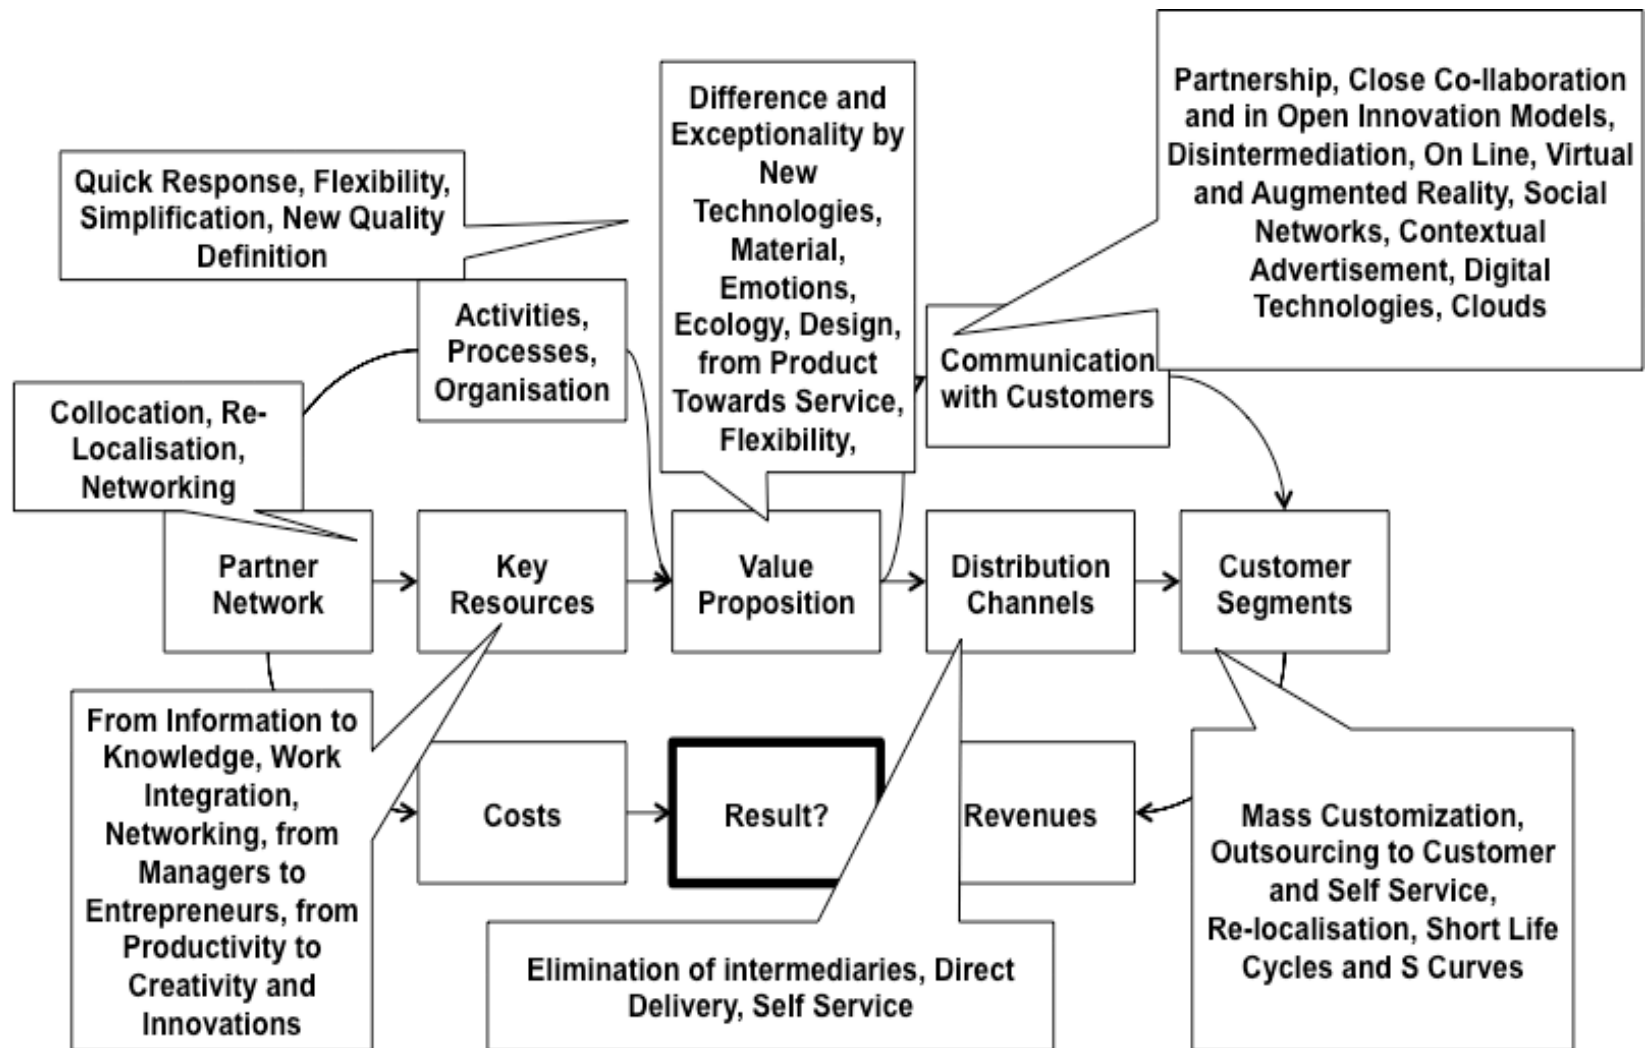 Partnership, Close Co-llaboration
and in Open Innovation Models,
Disintermediation, On Line, Virtual
and Augmented Reality, Social
Networks, Contextual
Advertisement, Digital
Technologies, Clouds
Difference and
Exceptionality by
New
Technologies,
Material,
Emotions,
Ecology, Design,
from Product
Towards Service,
Flexibility,
Quick Response, Flexibility,
Simplification, New Quality
Definition
Activities,
Processes,
Organisation
Communication
with Customers
Collocation, Re-
Localisation,
Networking
Partner
Network
Key
Resources
Value
Proposition
Distribution
Channels
Customer
Segments
From Information to
Knowledge, Work
Integration,
Networking, from
Managers to
Entrepreneurs, from
Productivity to
Creativity and
Innovations
Costs
Result?
Revenues
Mass Customization,
Outsourcing to Customer
and Self Service,
Re-localisation, Short Life
Cycles and S Curves
Elimination of intermediaries, Direct
Delivery, Self Service